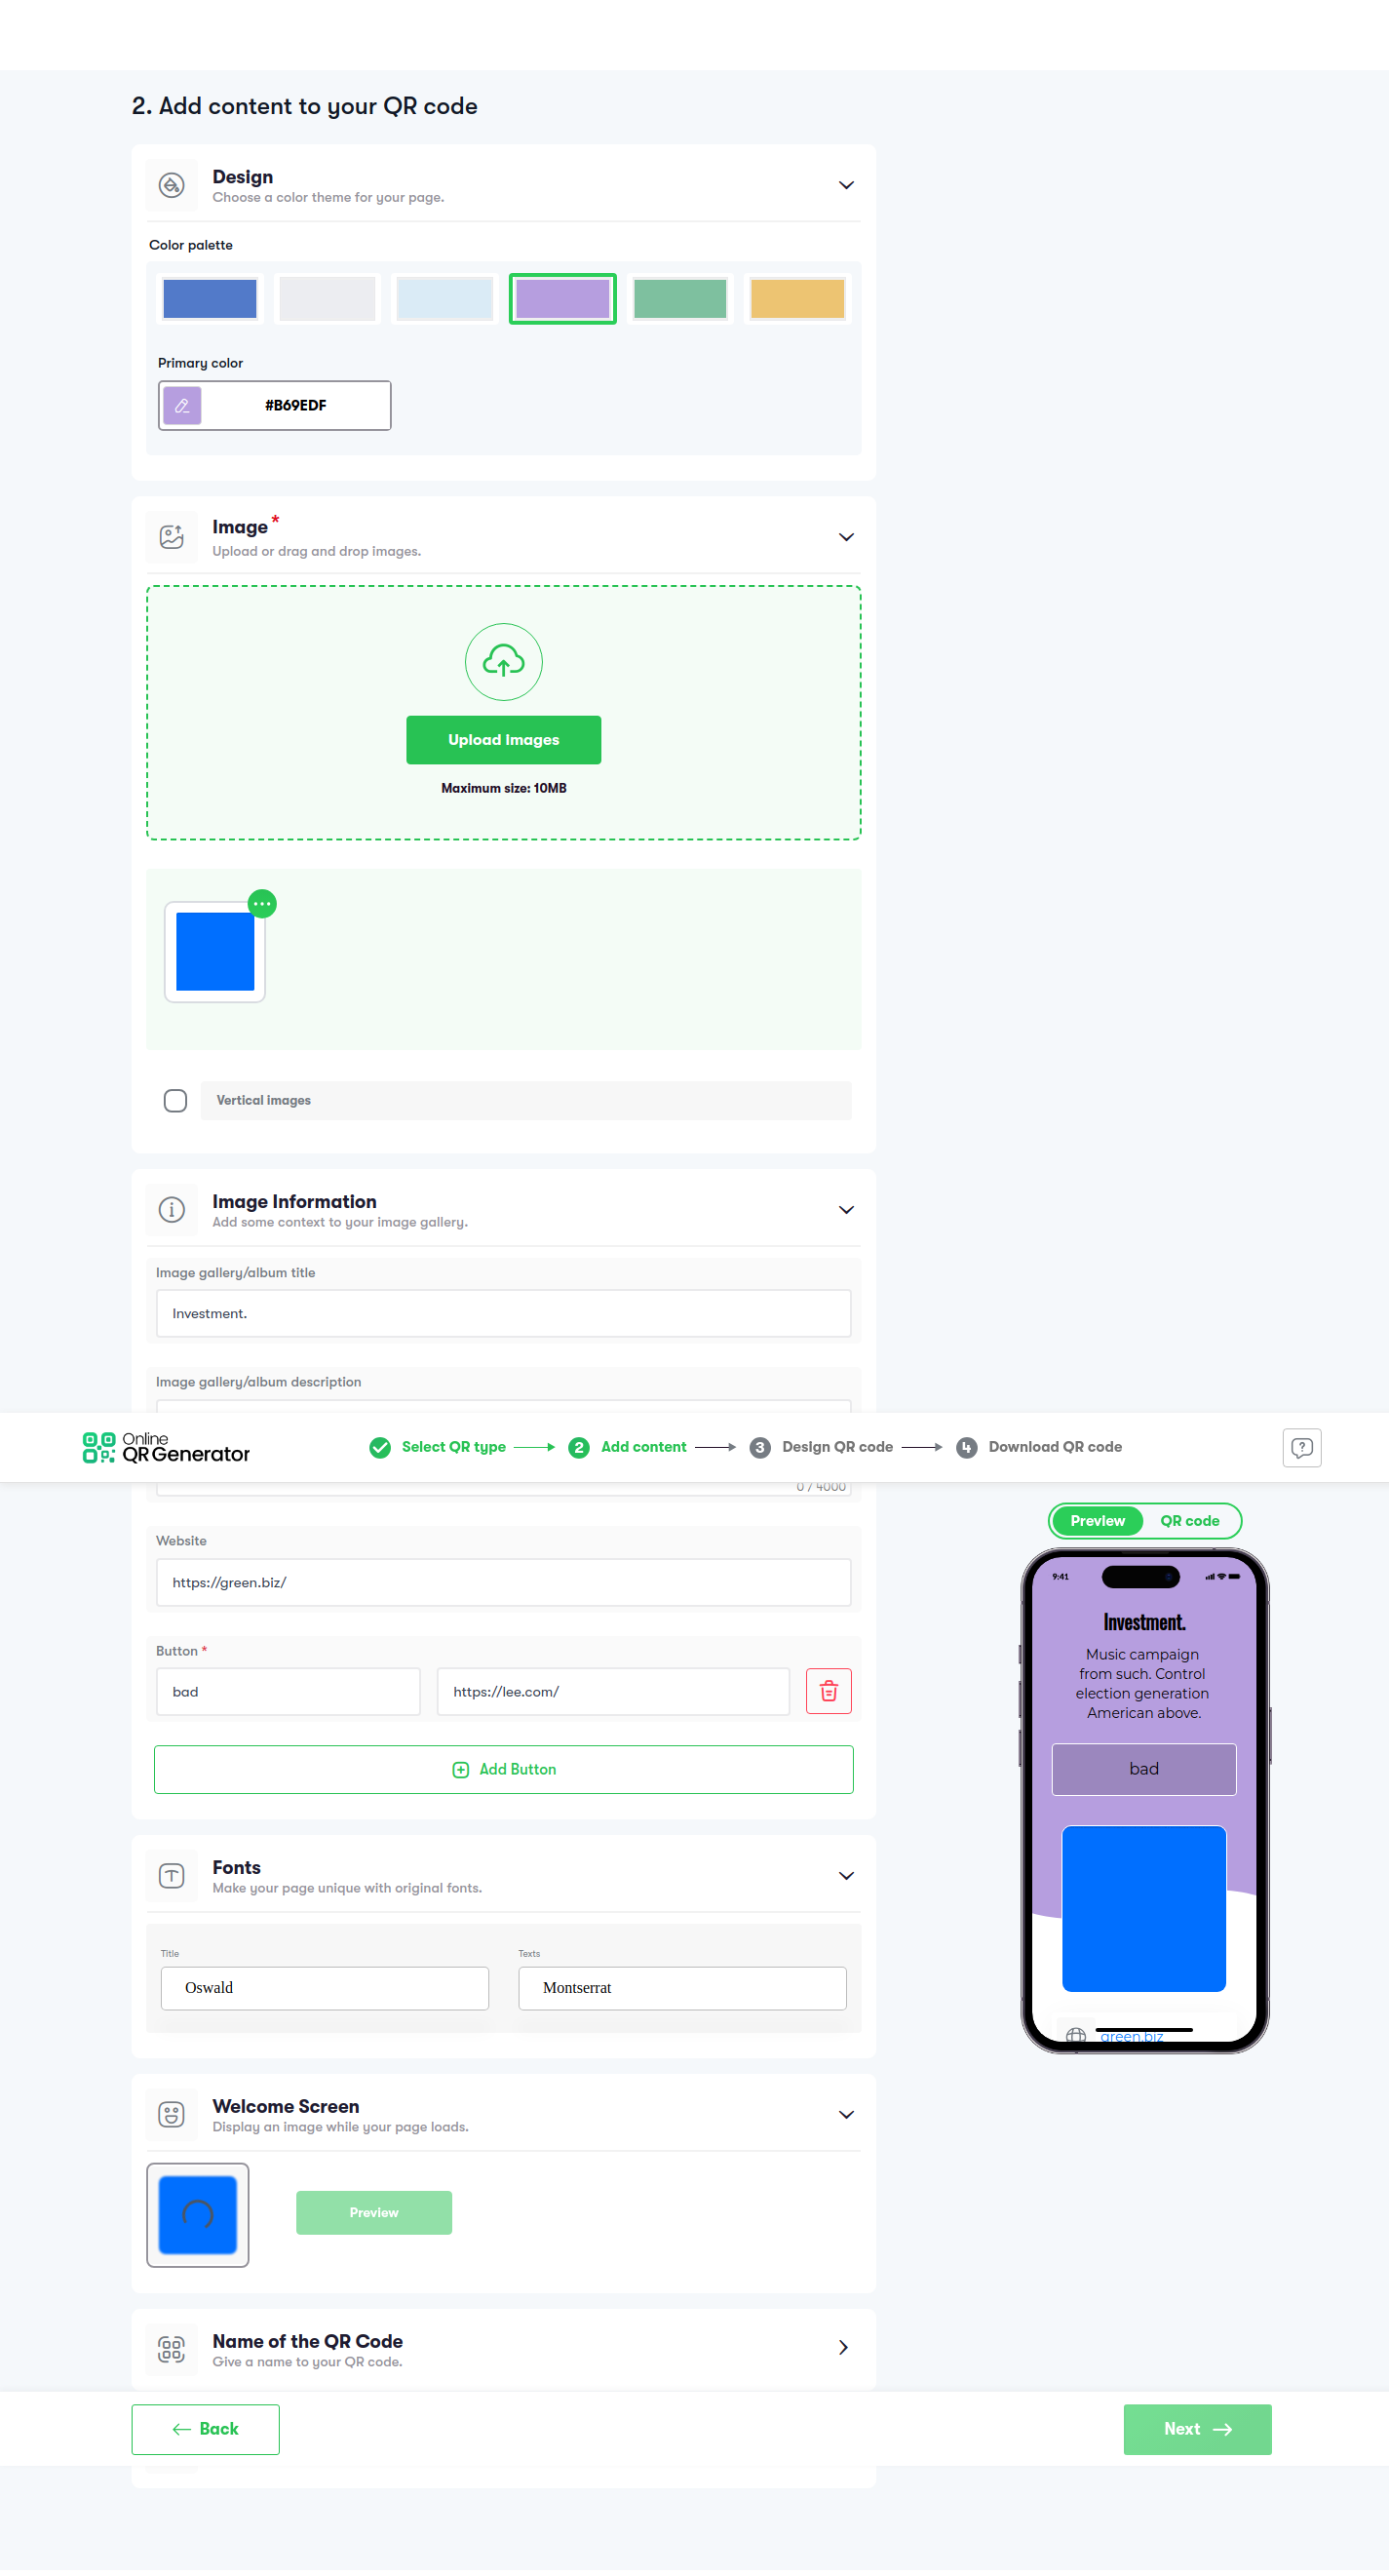 2. Add content to your QR code
Design
Choose a color theme for your page.
Color palette
Primary color
#B69EDF
Image *
Upload or drag and drop images.
Upload Images
Maximum size: 10MB
Vertical images
Image Information
Add some context to your image gallery.
Image gallery/album title
Investment.
Image gallery/album description
Online
QR Generator
Select QR type
2 Add content
3 Design QR code
4 Download QR code
0 / 4000
Website
https://green.biz/
Button *
bad
https://lee.com/
Add Button
Preview
QR code
9:41
Investment.
Music campaign
from such. Control
election generation
American above.
bad
green.biz
Fonts
Make your page unique with original fonts.
Title
Texts
Oswald
Montserrat
Welcome Screen
Display an image while your page loads.
Preview
Name of the QR Code
Give a name to your QR code.
Back
Next